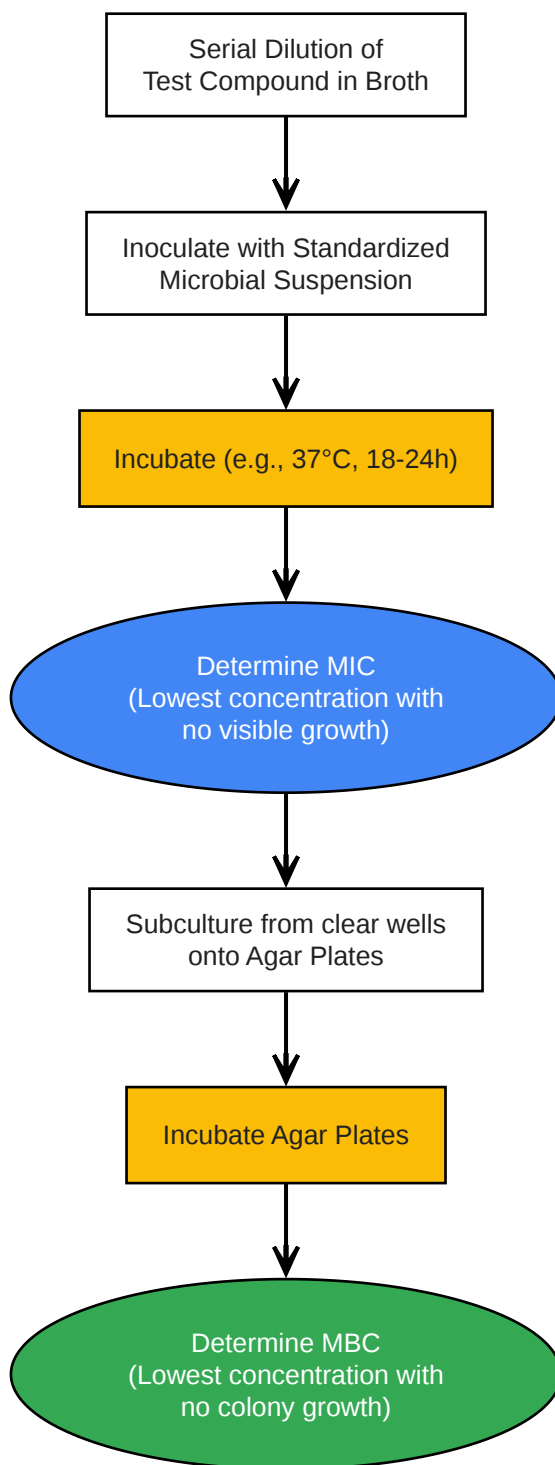 Serial Dilution of
Test Compound in Broth
Inoculate with Standardized
Microbial Suspension
Incubate (e.g., 37°C, 18-24h)
Determine MIC
(Lowest concentration with
no visible growth)
Subculture from clear wells
onto Agar Plates
Incubate Agar Plates
Determine MBC
(Lowest concentration with
no colony growth)